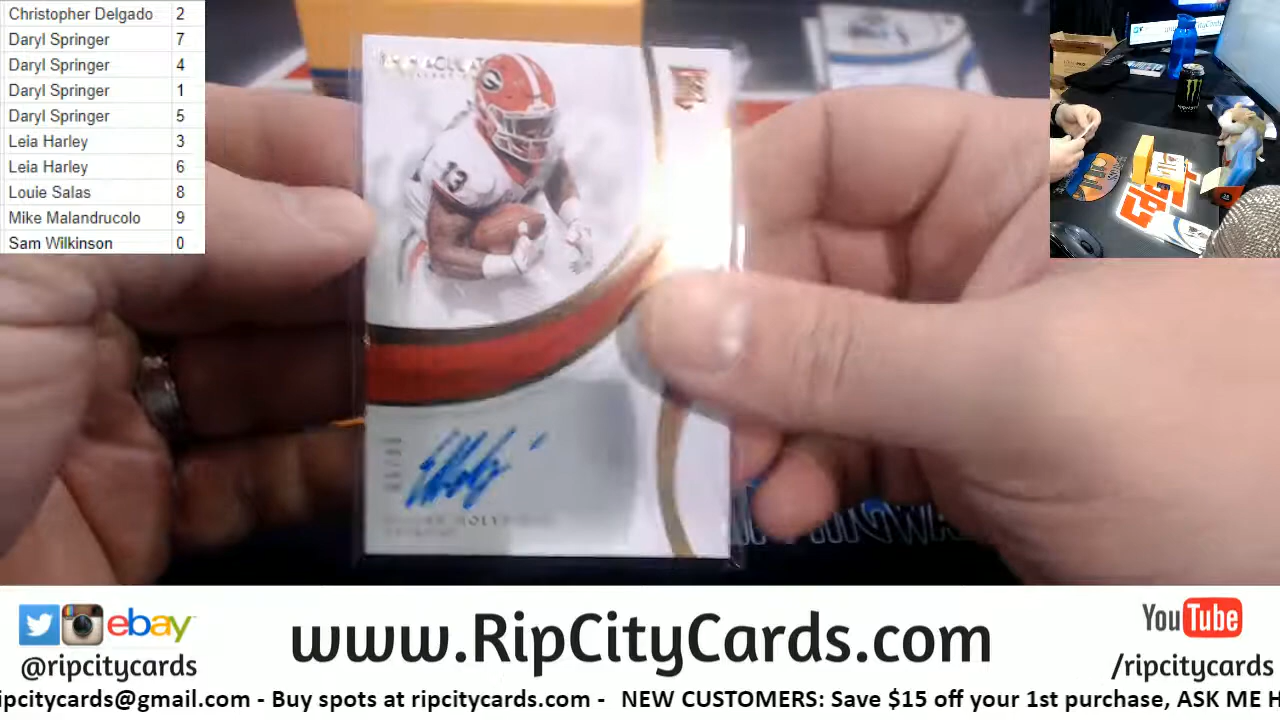 Christopher Delgado 2
Daryl Springer 7
Daryl Springer 4
Daryl Springer 1
Daryl Springer 5
Leia Harley 3
Leia Harley 6
Louie Salas 8
Mike Malandrucolo 9
Sam Wilkinson 0
13
ebay
@ripcitycards
www.RipCityCards.com
YouTube
/ripcitycards
ipcitycards@gmail.com - Buy spots at ripcitycards.com - NEW CUSTOMERS: Save $15 off your 1st purchase, ASK ME H